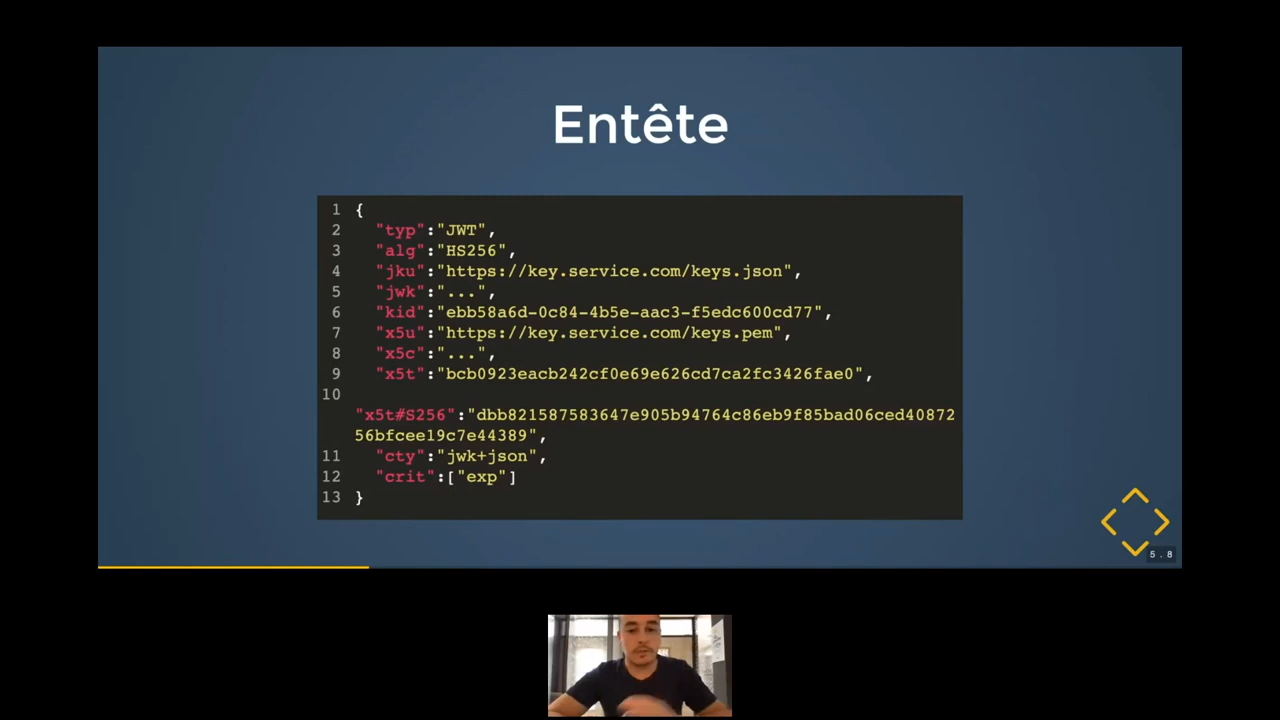 Entête
1 {
2 "typ":"JWT",
3 "alg":"HS256",
4 "jku":"https://key.service.com/keys.json",
5 "jwk":"...",
6 "kid":"ebb58a6d-0c84-4b5e-aac3-f5edc600cd77",
7 "x5u":"https://key.service.com/keys.pem",
8 "x5c":"...",
9 "x5t":"bcb0923eacb242cf0e69e626cd7ca2fc3426fae0",
10
"x5t#S256":"dbb821587583647e905b94764c86eb9f85bad06ced40872
56bfcee19c7e44389",
11 "cty":"jwk+json",
12 "crit":["exp"]
13 }
5.8